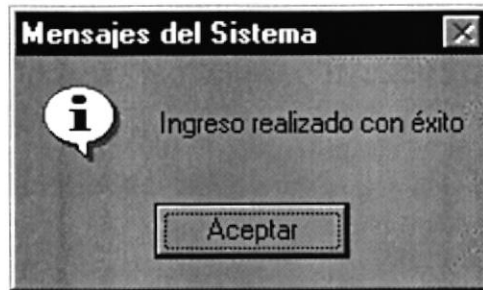 Mensajes del Sistema
Ingreso realizado con éxito
Aceptar